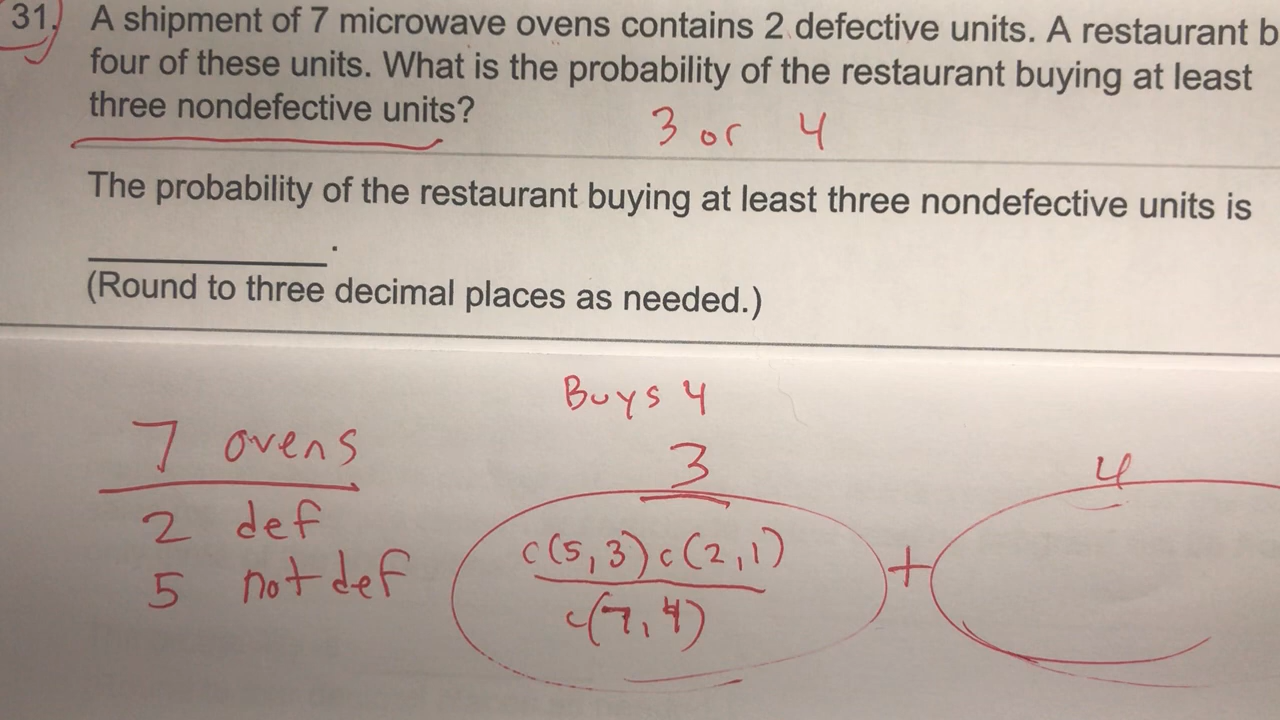 31. A shipment of 7 microwave ovens contains 2 defective units. A restaurant b
four of these units. What is the probability of the restaurant buying at least
three nondefective units?
3 or 4
The probability of the restaurant buying at least three nondefective units is
____________.
(Round to three decimal places as needed.)
Buys 4
7 ovens
3
4
2 def
c(5,3) c(2,1)
+
5 not def
c(7,4)